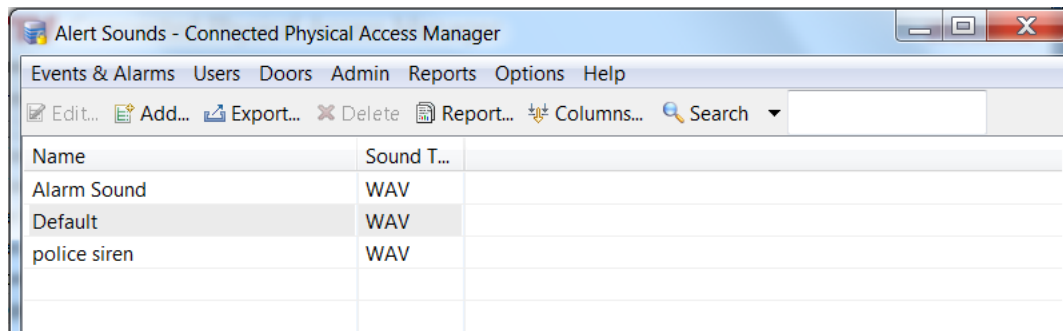 Alert Sounds - Connected Physical Access Manager
Events & Alarms Users Doors Admin Reports Options Help
Edit... Add... Export... Delete Report... Columns... Search
Name Sound T...
Alarm Sound WAV
Default WAV
police siren WAV